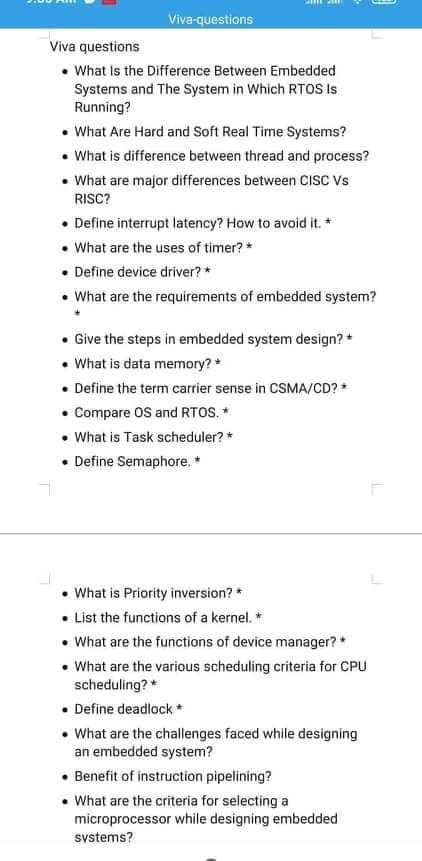 Viva-questions
Viva questions
• What Is the Difference Between Embedded
Systems and The System in Which RTOS Is
Running?
• What Are Hard and Soft Real Time Systems?
• What is difference between thread and process?
• What are major differences between CISC Vs
RISC?
• Define interrupt latency? How to avoid it. *
• What are the uses of timer? *
• Define device driver? *
• What are the requirements of embedded system?
*
• Give the steps in embedded system design? *
• What is data memory? *
• Define the term carrier sense in CSMA/CD? *
• Compare OS and RTOS. *
• What is Task scheduler? *
• Define Semaphore. *
• What is Priority inversion? *
• List the functions of a kernel. *
• What are the functions of device manager? *
• What are the various scheduling criteria for CPU
scheduling? *
• Define deadlock *
• What are the challenges faced while designing
an embedded system?
• Benefit of instruction pipelining?
• What are the criteria for selecting a
microprocessor while designing embedded
systems?